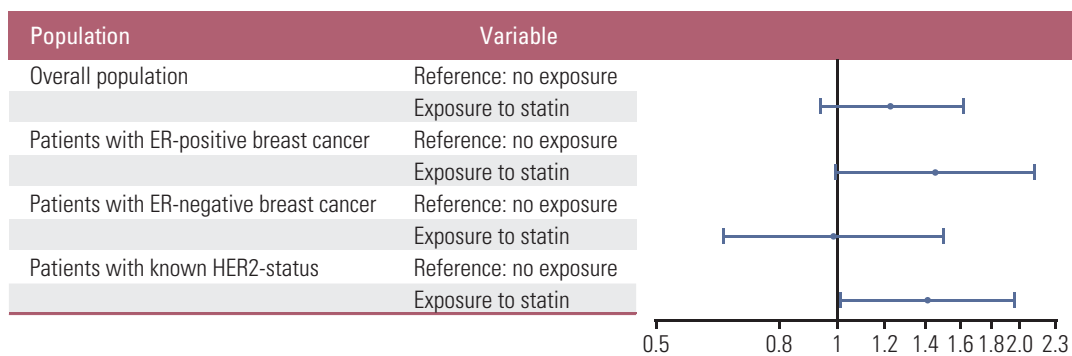 Population Variable
Overall population Reference: no exposure
Exposure to statin
Patients with ER-positive breast cancer Reference: no exposure
Exposure to statin
Patients with ER-negative breast cancer Reference: no exposure
Exposure to statin
Patients with known HER2-status Reference: no exposure
Exposure to statin
0.5 0.8 1 1.2 1.4 1.6 1.8 2.0 2.3